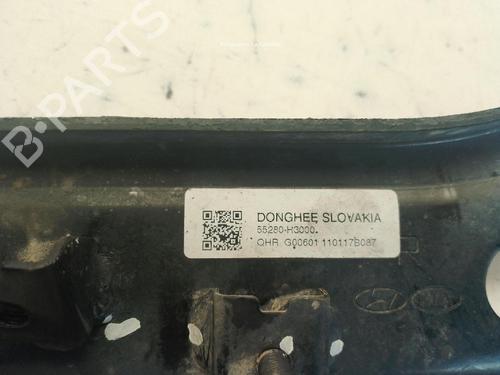 B-PARTS
DONGHEE SLOVAKIA
55280-H3000
QHR G00601 110117B087